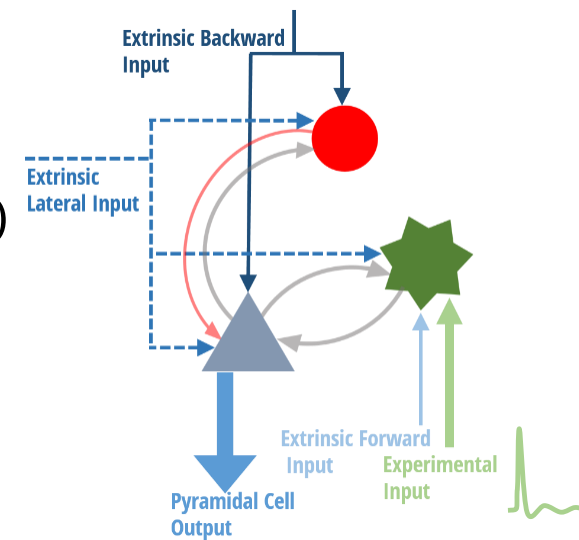 Extrinsic Backward
Input
Extrinsic
Lateral Input
)
Extrinsic Forward
Input
Experimental
Input
Pyramidal Cell
Output